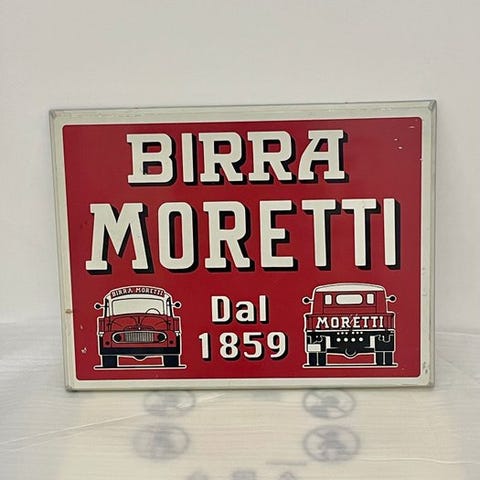 BIRRA
MORETTI
Dal
1859
BIRRA MORETTI
MORETTI